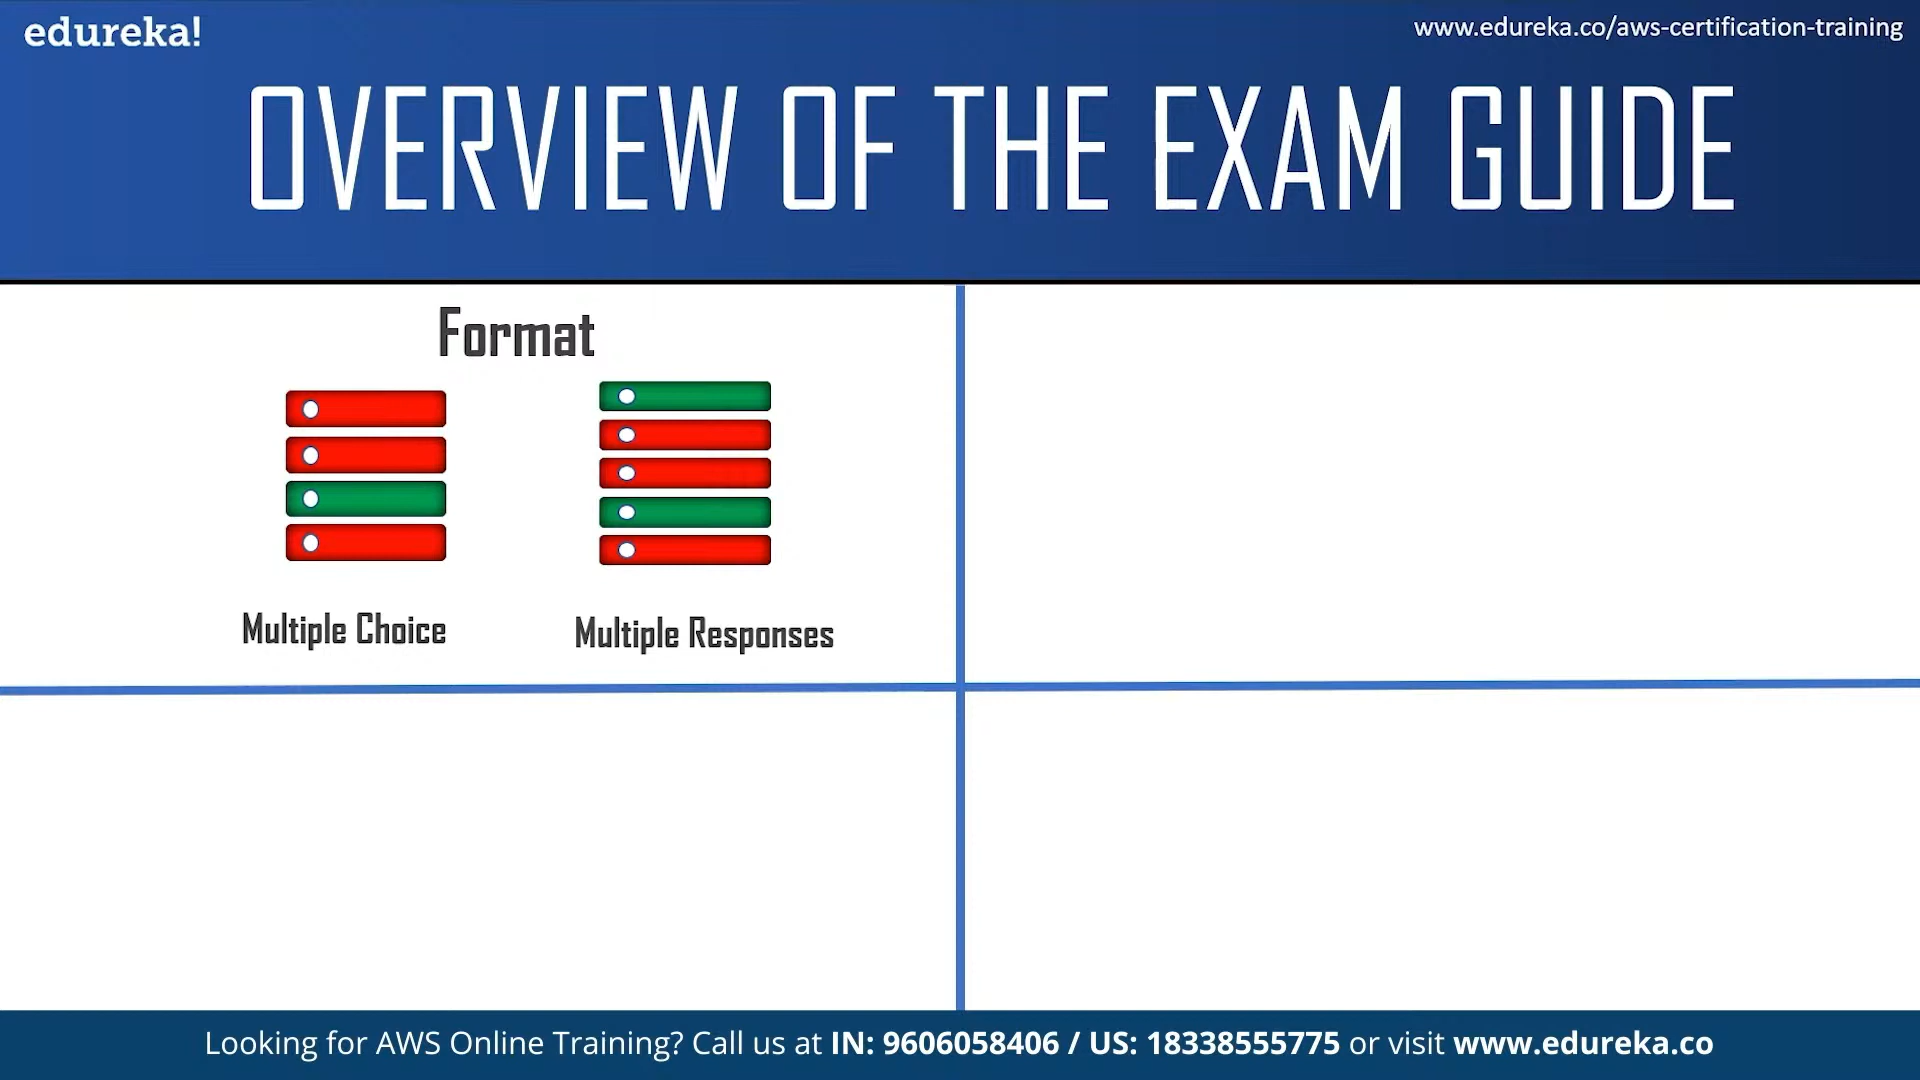 edureka!
www.edureka.co/aws-certification-training
OVERVIEW OF THE EXAM GUIDE
Format
Multiple Choice
Multiple Responses
Looking for AWS Online Training? Call us at IN: 9606058406 / US: 18338555775 or visit www.edureka.co